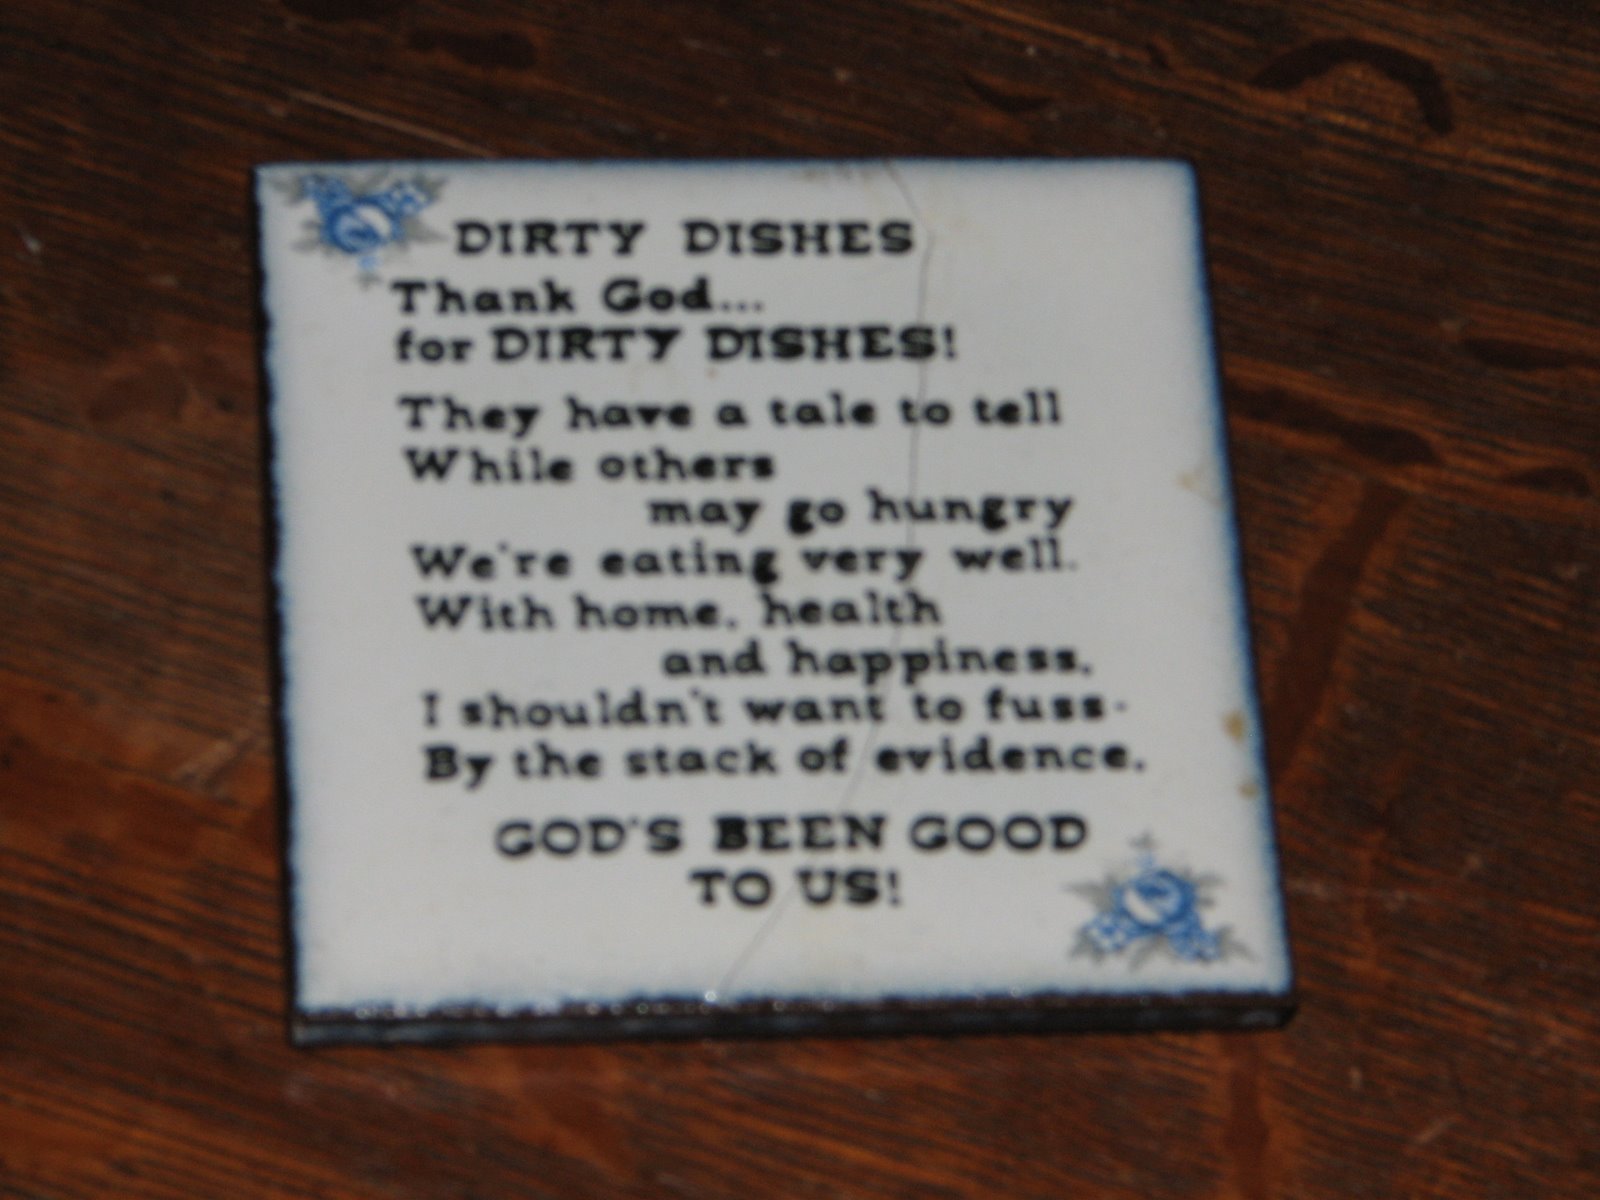 DIRTY DISHES
Thank God....
for DIRTY DISHES!
They have a tale to tell
While others
may go hungry
We're eating very well.
With home, health
and happiness,
I shouldn't want to fuss-
By the stack of evidence,
GOD'S BEEN GOOD
TO US!